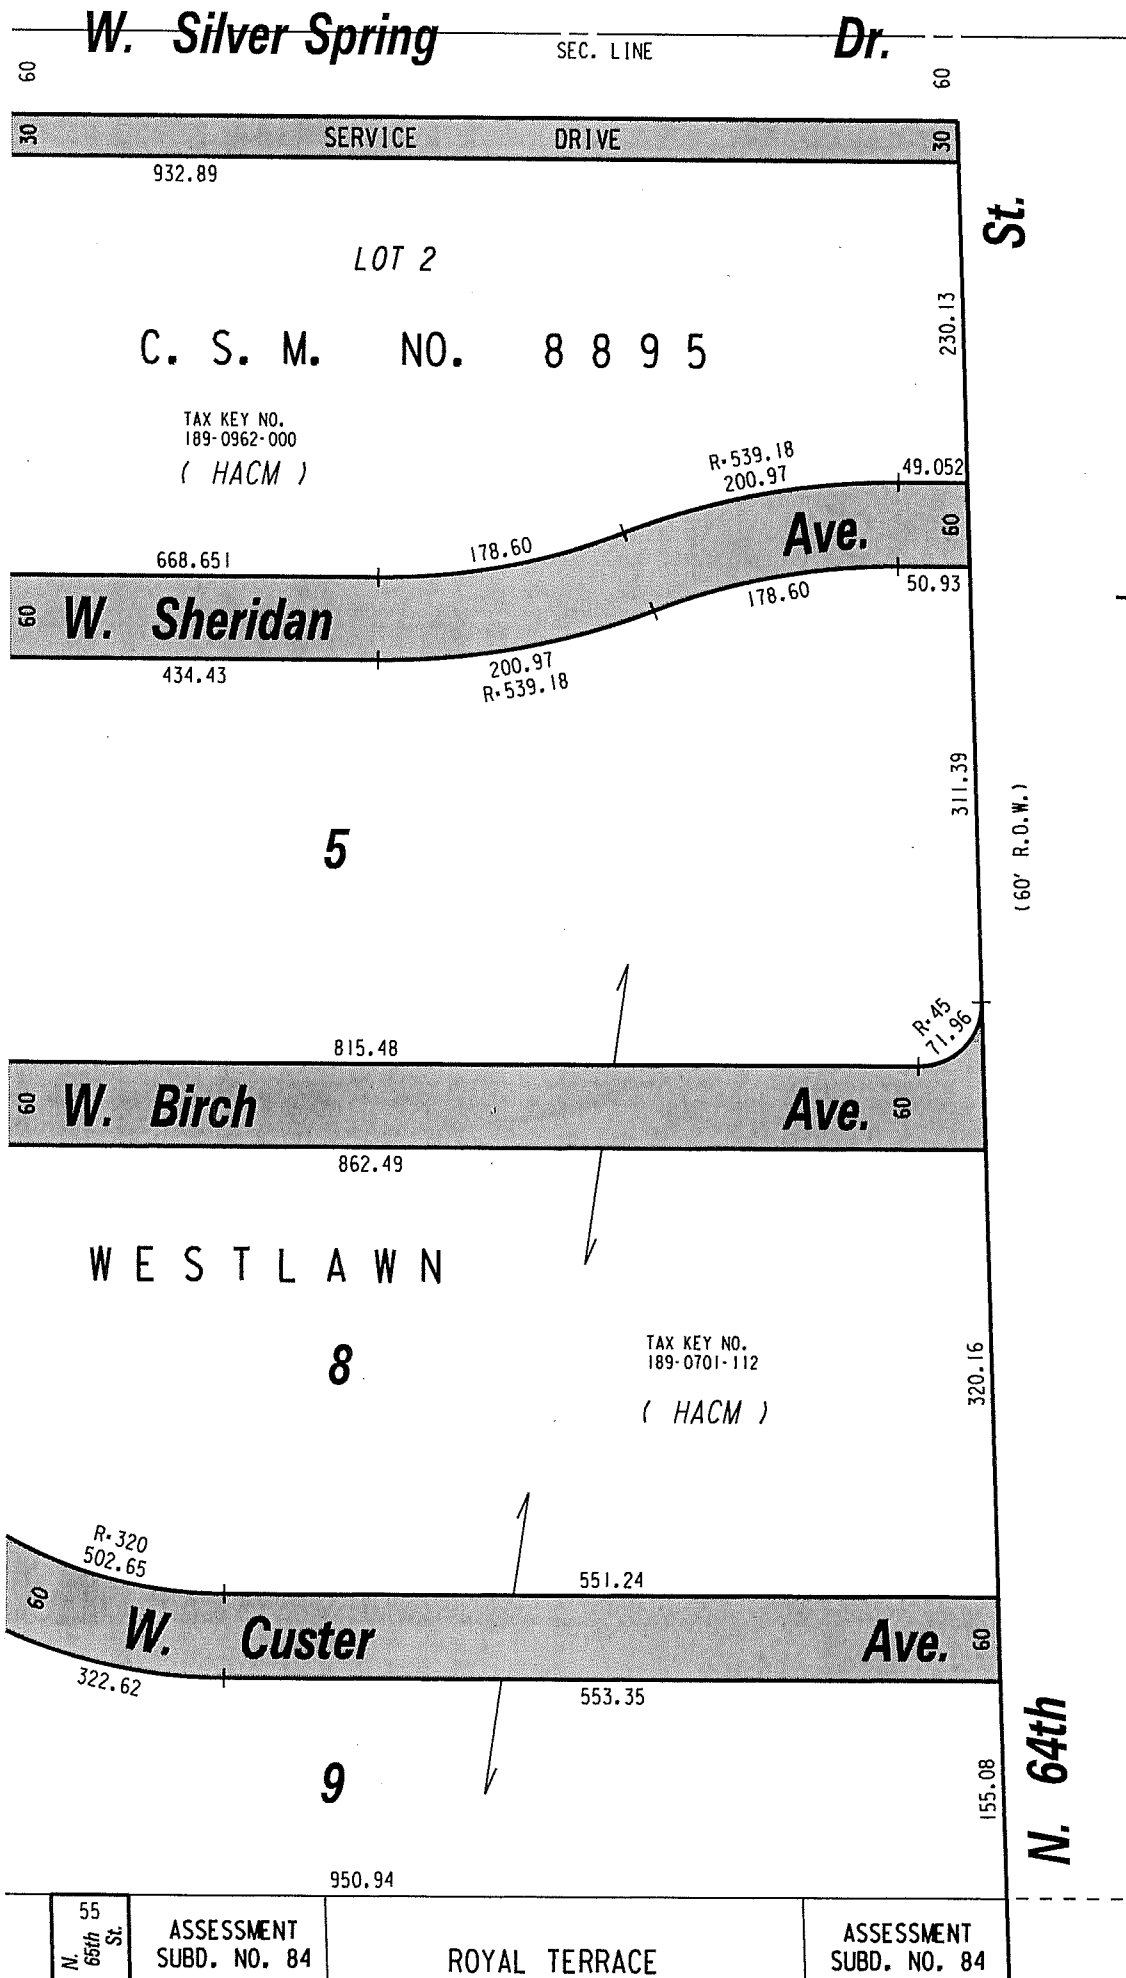 W. Silver Spring Dr.
SEC. LINE
60
60
30
SERVICE DRIVE
30
932.89
St.
LOT 2
230.13
C. S. M. NO. 8895
TAX KEY NO.
189-0962-000
( HACM )
R=539.18
200.97
49.052
668.651
178.60
Ave.
60
60
W. Sheridan
178.60
50.93
434.43
200.97
R=539.18
311.39
(60' R.O.W.)
5
R=45
71.96
815.48
60
W. Birch Ave.
60
862.49
WESTLAWN
TAX KEY NO.
189-0701-112
8
( HACM )
320.16
R=320
502.65
551.24
60
W. Custer Ave.
60
322.62
553.35
N. 64th
155.08
9
950.94
55
N. 65th St.
ASSESSMENT
SUBD. NO. 84
ROYAL TERRACE
ASSESSMENT
SUBD. NO. 84